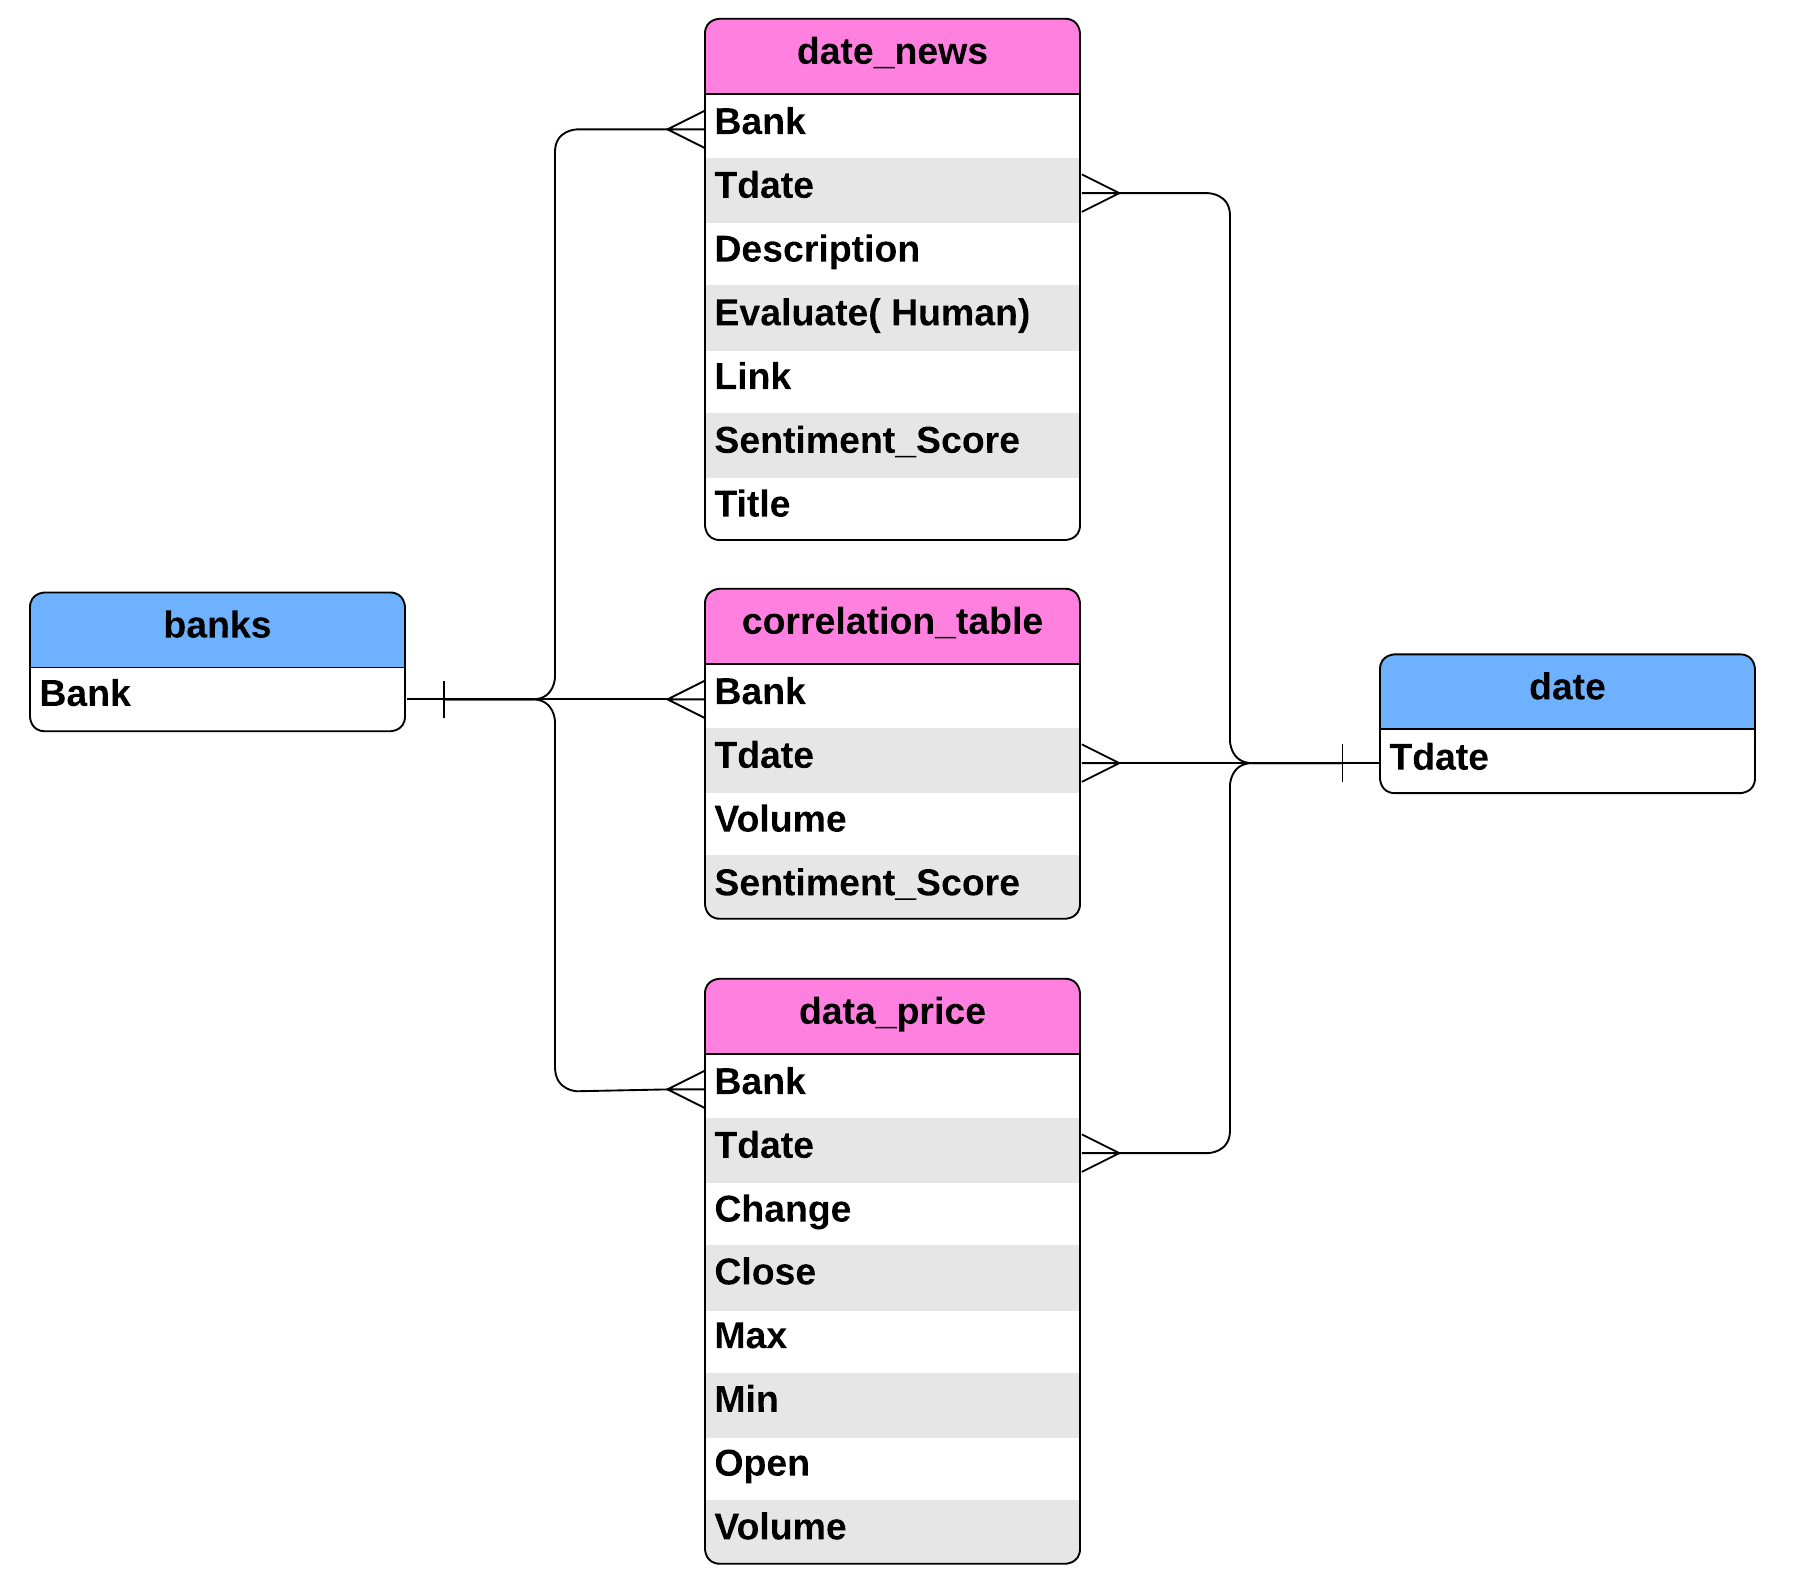 date_news
Bank
Tdate
Description
Evaluate( Human)
Link
Sentiment_Score
Title
banks
Bank
correlation_table
Bank
Tdate
Volume
Sentiment_Score
date
Tdate
data_price
Bank
Tdate
Change
Close
Max
Min
Open
Volume